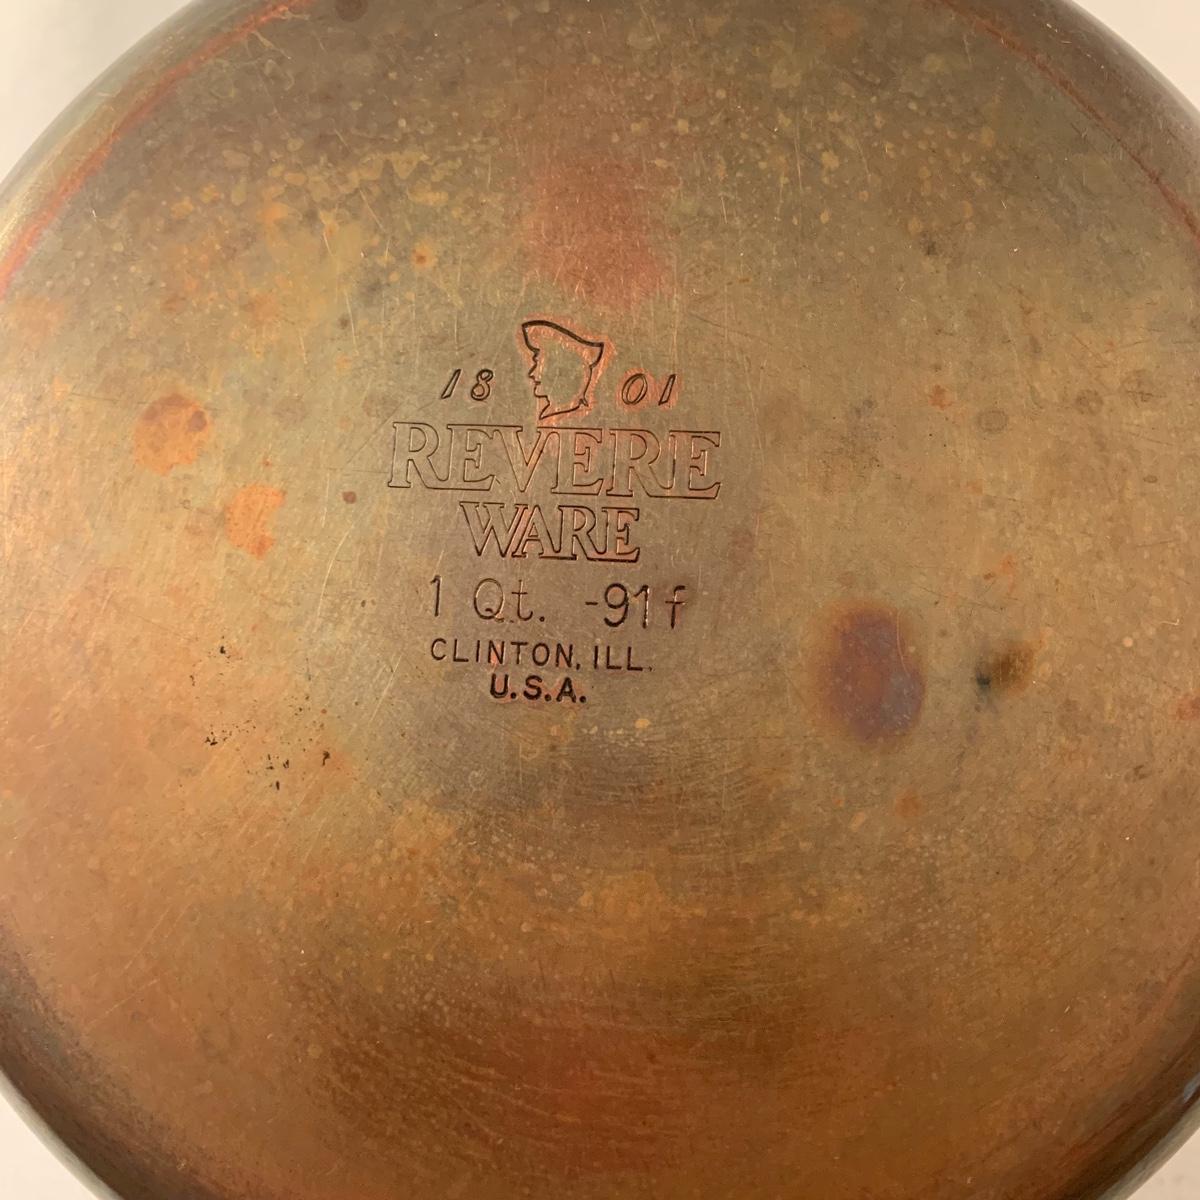 18 01
REVERE
WARE
1 Qt. -91f
CLINTON, ILL.
U.S.A.